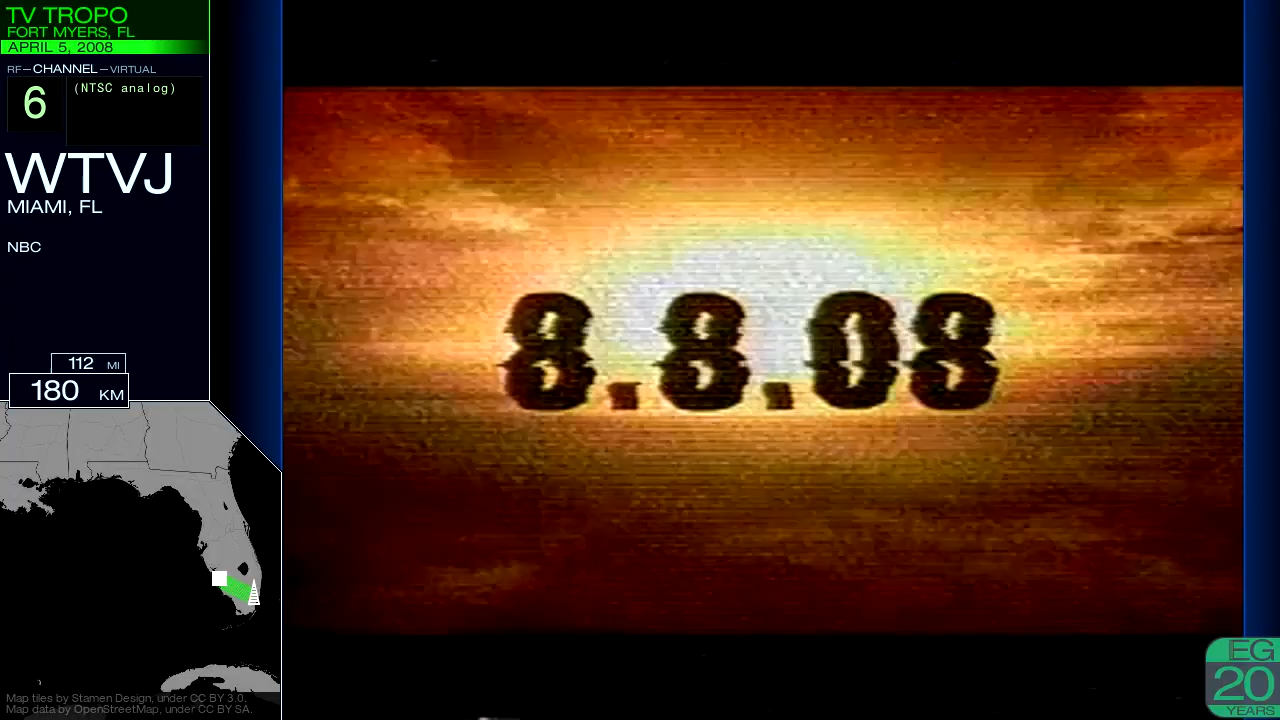 TV TROPO
FORT MYERS, FL
APRIL 5, 2008
RF–CHANNEL–VIRTUAL
6
(NTSC analog)
WTVJ
MIAMI, FL
NBC
112 MI
180 KM
8.8.08
Map tiles by Stamen Design, under CC BY 3.0.
Map data by OpenStreetMap, under CC BY SA.
EG
20
YEARS